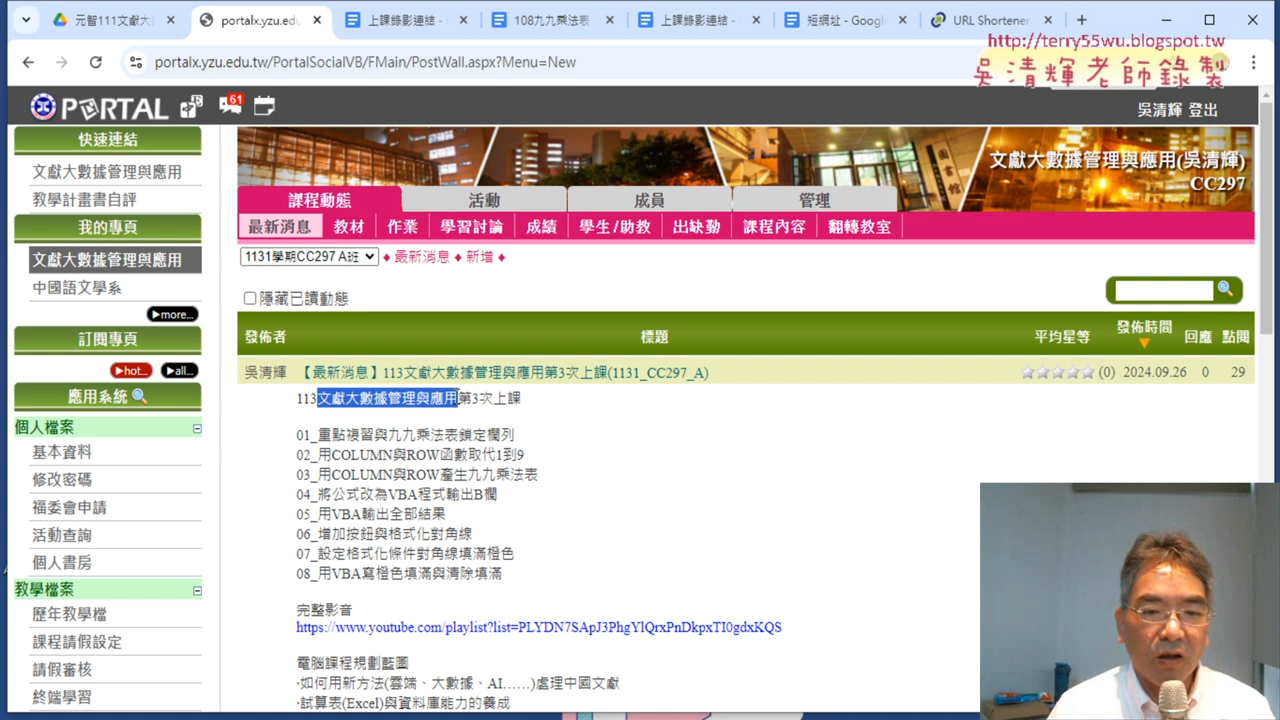 元智111文獻大
portalx.yzu.edu
上課錄影連結 -
108九九乘法表
上課錄影連結 -
短網址 - Google
URL Shortener
http://terry55wu.blogspot.tw
portalx.yzu.edu.tw/PortalSocialVB/FMain/PostWall.aspx?Menu=New
吳清輝老師錄製
PORTAL
61
吳清輝 登出
快速連結
文獻大數據管理與應用
教學計畫書自評
我的專頁
文獻大數據管理與應用
中國語文學系
▶more...
訂閱專頁
▶hot... ▶all...
應用系統
個人檔案
基本資料
修改密碼
福委會申請
活動查詢
個人書房
教學檔案
歷年教學檔
課程請假設定
請假審核
終端學習
文獻大數據管理與應用(吳清輝)
CC297
課程動態 活動 成員 管理
最新消息 教材 作業 學習討論 成績 學生/助教 出缺勤 課程內容 翻轉教室
1131學期CC297 A班 ♦ 最新消息 ♦ 新增 ♦
隱藏已讀動態
發佈者 標題 平均星等 發佈時間 回應 點閱
吳清輝 【最新消息】113文獻大數據管理與應用第3次上課(1131_CC297_A) (0) 2024.09.26 0 29
113文獻大數據管理與應用第3次上課
01_重點複習與九九乘法表鎖定欄列
02_用COLUMN與ROW函數取代1到9
03_用COLUMN與ROW產生九九乘法表
04_將公式改為VBA程式輸出B欄
05_用VBA輸出全部結果
06_增加按鈕與格式化對角線
07_設定格式化條件對角線填滿橙色
08_用VBA寫橙色填滿與清除填滿
完整影音
https://www.youtube.com/playlist?list=PLYDN7SApJ3PhgYlQrxPnDkpxTI0gdxKQS
電腦課程規劃藍圖
·如何用新方法(雲端、大數據、AI……)處理中國文獻
·試算表(Excel)與資料庫能力的養成